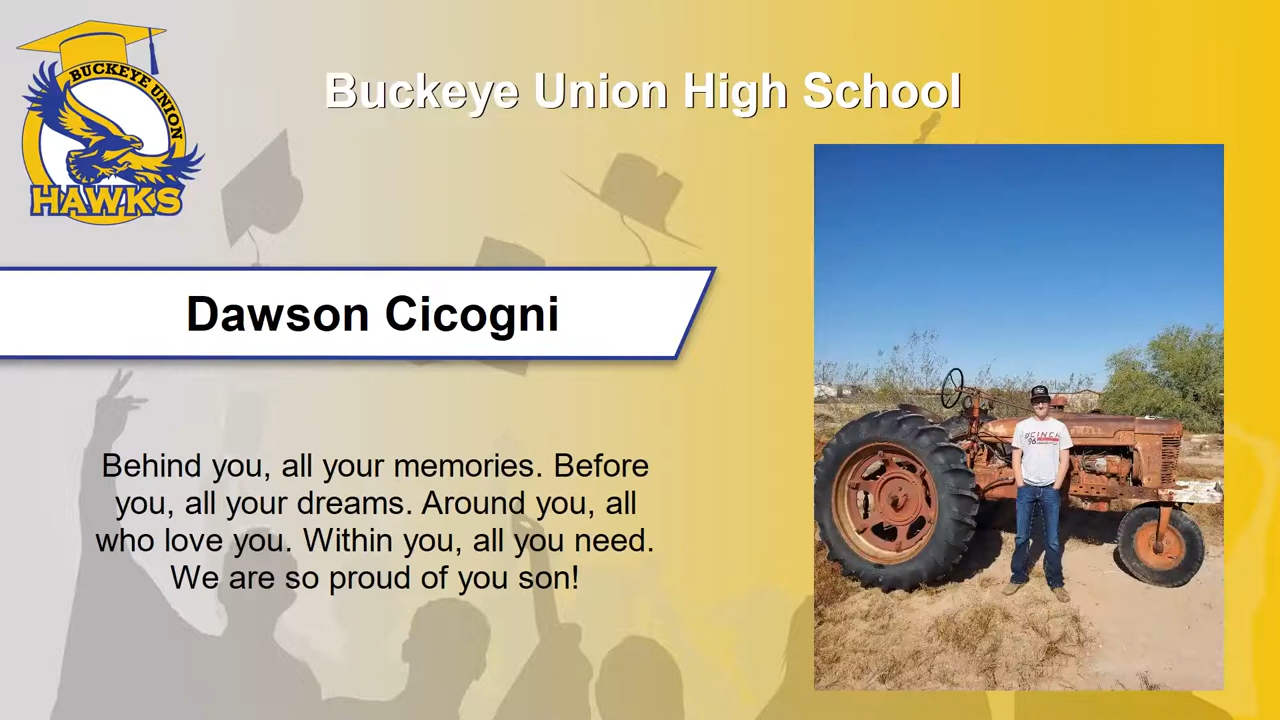 BUCKEYE UNION
HAWKS
Buckeye Union High School
Dawson Cicogni
Behind you, all your memories. Before
you, all your dreams. Around you, all
who love you. Within you, all you need.
We are so proud of you son!
CINCH